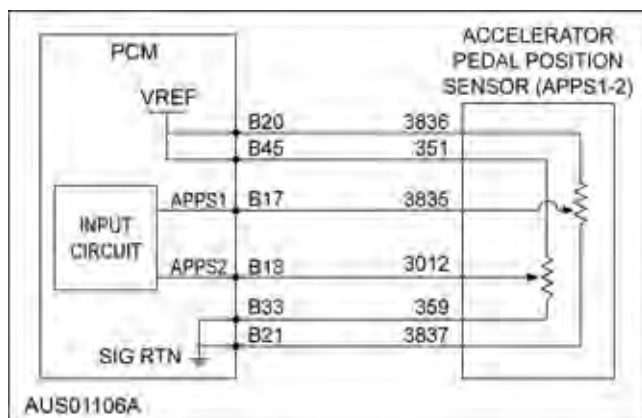 PCM
ACCELERATOR
PEDAL POSITION
SENSOR (APPS1-2)
VREF
B20 3836
B45 351
APPS1 B17 3835
INPUT
CIRCUIT
APPS2 B13 3012
B33 359
B21 3837
SIG RTN
AUS01106A